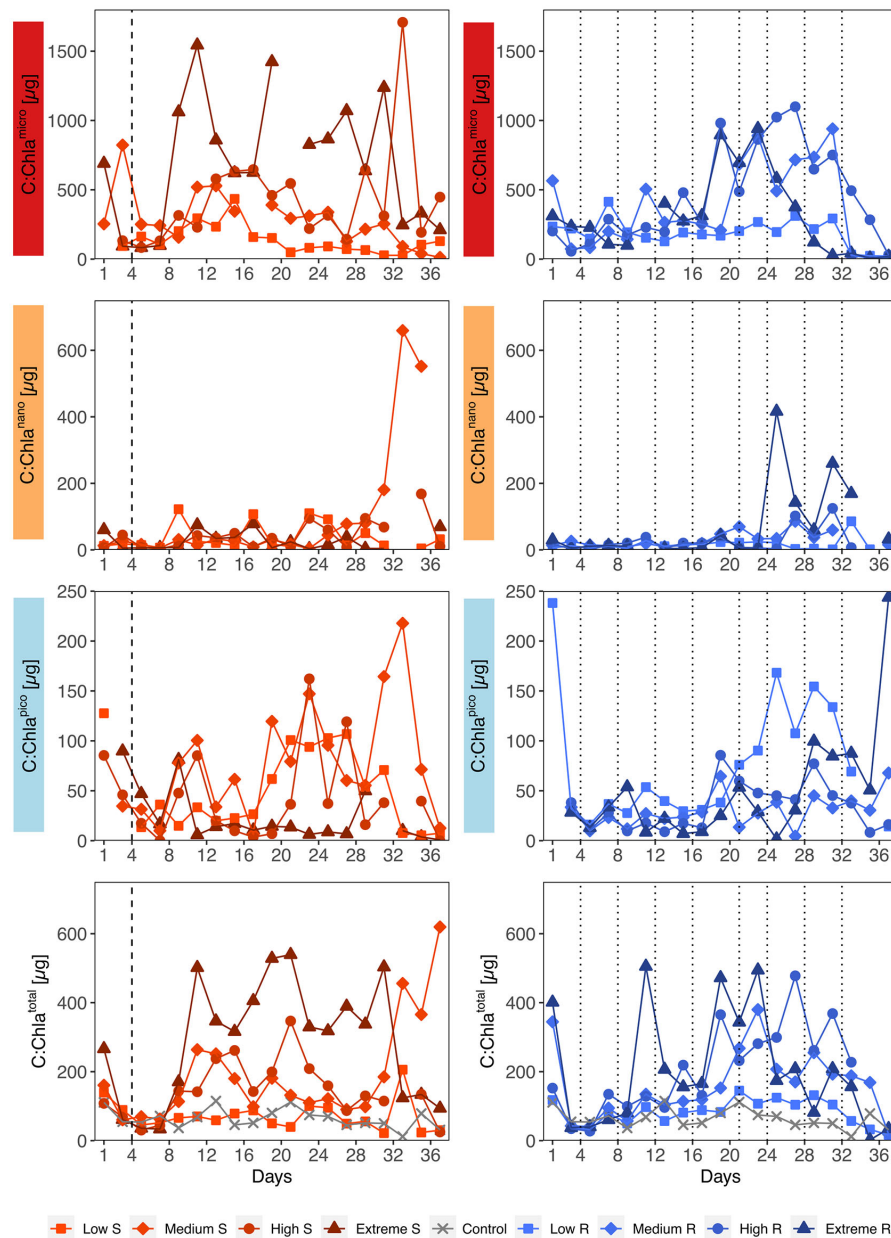 C:Chla^micro [µg]
1500
1000
500
0
1 4 8 12 16 20 24 28 32 36
C:Chla^micro [µg]
1500
1000
500
0
1 4 8 12 16 20 24 28 32 37
C:Chla^nano [µg]
600
400
200
0
1 4 8 12 16 20 24 28 32 36
C:Chla^nano [µg]
600
400
200
0
1 4 8 12 16 20 24 28 32 37
C:Chla^pico [µg]
250
200
150
100
50
0
1 4 8 12 16 20 24 28 32 36
C:Chla^pico [µg]
250
200
150
100
50
0
1 4 8 12 16 20 24 28 32 37
C:Chla^total [µg]
600
400
200
0
1 4 8 12 16 20 24 28 32 36
Days
C:Chla^total [µg]
600
400
200
0
1 4 8 12 16 20 24 28 32 37
Days
Low S Medium S High S Extreme S Control Low R Medium R High R Extreme R